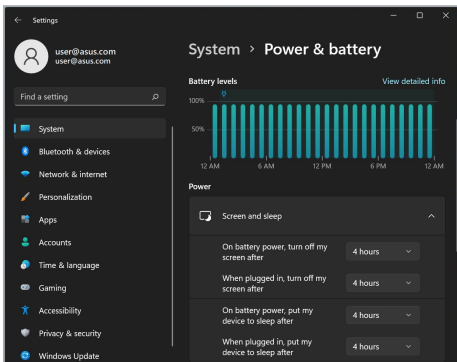 Settings
user@asus.com
user@asus.com
Find a setting
System
Bluetooth & devices
Network & internet
Personalization
Apps
Accounts
Time & language
Gaming
Accessibility
Privacy & security
Windows Update
System > Power & battery
Battery levels
View detailed info
100%
50%
12 AM
6 AM
12 PM
6 PM
12 AM
Power
Screen and sleep
On battery power, turn off my
screen after
4 hours
When plugged in, turn off my
screen after
4 hours
On battery power, put my
device to sleep after
4 hours
When plugged in, put my
device to sleep after
4 hours